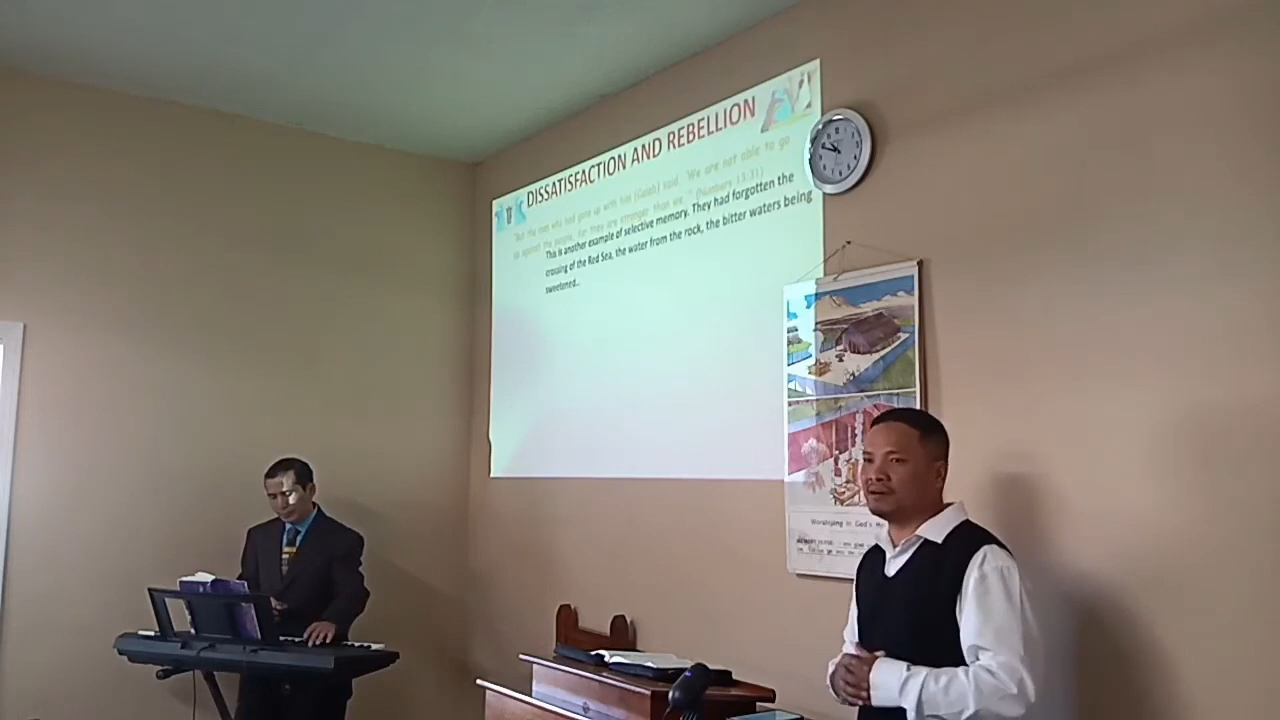 DISSATISFACTION AND REBELLION
"But the men who had gone up with him [Caleb] said, 'We are not able to go
up against the people, for they are stronger than we.'" (Numbers 13:31)
This is another example of selective memory. They had forgotten the
crossing of the Red Sea, the water from the rock, the bitter waters being
sweetened..
Worshiping in God's
MEMORY VERSE: